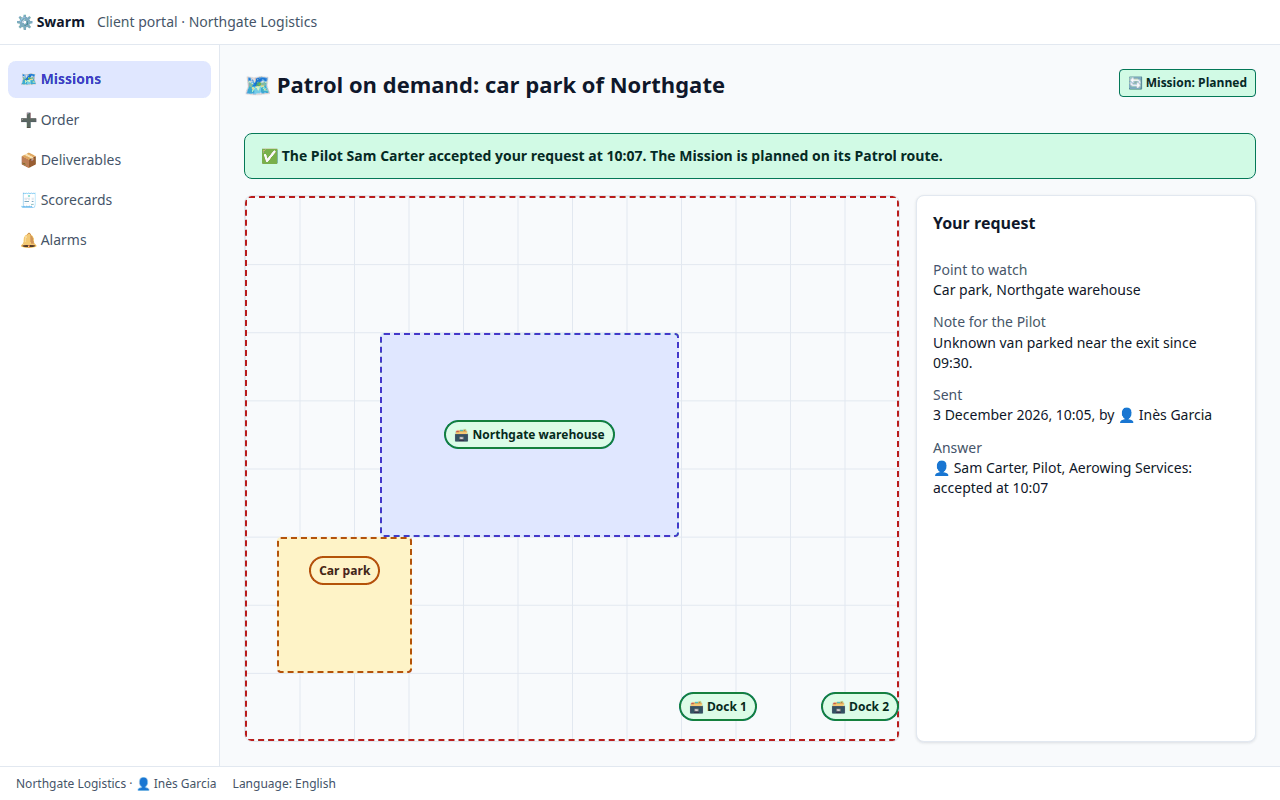 ⚙️ Swarm Client portal · Northgate Logistics
🗺️ Missions
➕ Order
📦 Deliverables
🧾 Scorecards
🔔 Alarms
🗺️ Patrol on demand: car park of Northgate
🔄 Mission: Planned
✅ The Pilot Sam Carter accepted your request at 10:07. The Mission is planned on its Patrol route.
🗃️ Northgate warehouse
Car park
🗃️ Dock 1
🗃️ Dock 2
Your request
Point to watch
Car park, Northgate warehouse
Note for the Pilot
Unknown van parked near the exit since
09:30.
Sent
3 December 2026, 10:05, by 👤 Inès Garcia
Answer
👤 Sam Carter, Pilot, Aerowing Services:
accepted at 10:07
Northgate Logistics · 👤 Inès Garcia Language: English